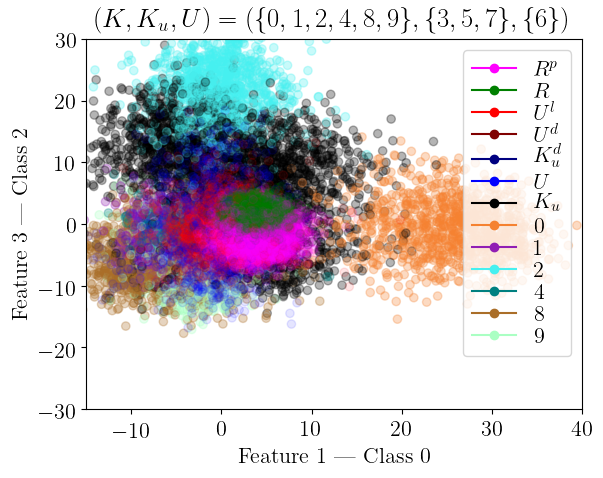 (K, K_u, U) = ({0, 1, 2, 4, 8, 9}, {3, 5, 7}, {6})
30
20
10
0
−10
−20
−30
Feature 3 — Class 2
R^p
R
U^l
U^d
K_u^d
U
K_u
0
1
2
4
8
9
−10
0
10
20
30
40
Feature 1 — Class 0